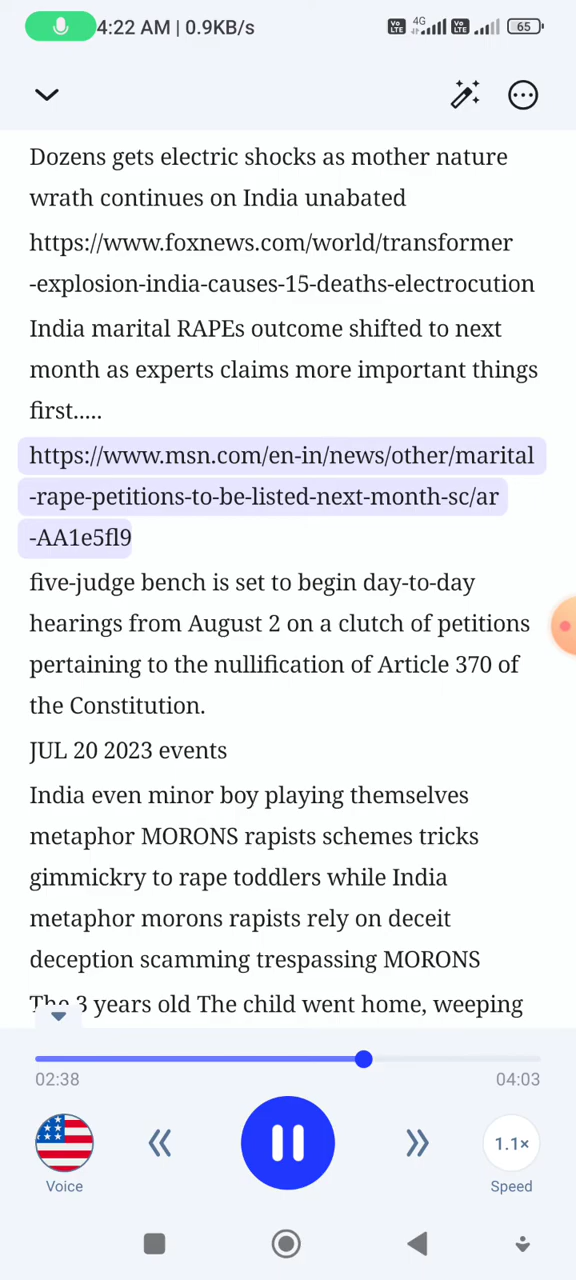 4:22 AM | 0.9KB/s
Vo LTE 4G Vo LTE 65
Dozens gets electric shocks as mother nature
wrath continues on India unabated
https://www.foxnews.com/world/transformer
-explosion-india-causes-15-deaths-electrocution
India marital RAPEs outcome shifted to next
month as experts claims more important things
first.....
https://www.msn.com/en-in/news/other/marital
-rape-petitions-to-be-listed-next-month-sc/ar
-AA1e5fl9
five-judge bench is set to begin day-to-day
hearings from August 2 on a clutch of petitions
pertaining to the nullification of Article 370 of
the Constitution.
JUL 20 2023 events
India even minor boy playing themselves
metaphor MORONS rapists schemes tricks
gimmickry to rape toddlers while India
metaphor morons rapists rely on deceit
deception scamming trespassing MORONS
The 3 years old The child went home, weeping
02:38
04:03
1.1×
Voice
Speed